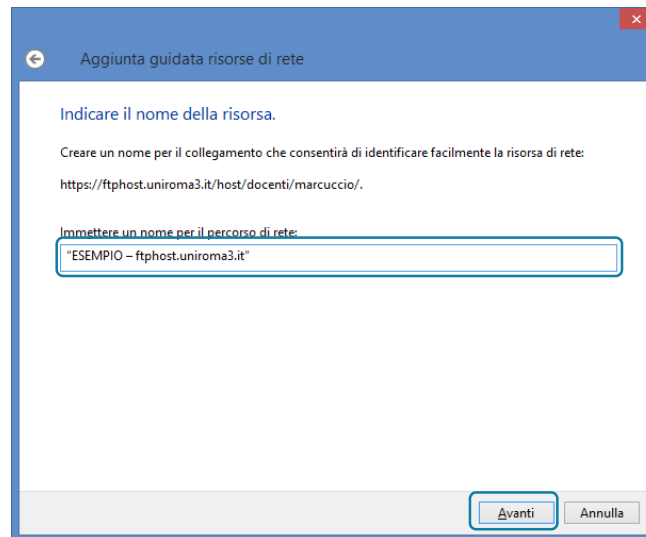 Aggiunta guidata risorse di rete
Indicare il nome della risorsa.
Creare un nome per il collegamento che consentirà di identificare facilmente la risorsa di rete:
https://ftphost.uniroma3.it/host/docenti/marcuccio/.
Immettere un nome per il percorso di rete:
"ESEMPIO – ftphost.uniroma3.it"
Avanti Annulla